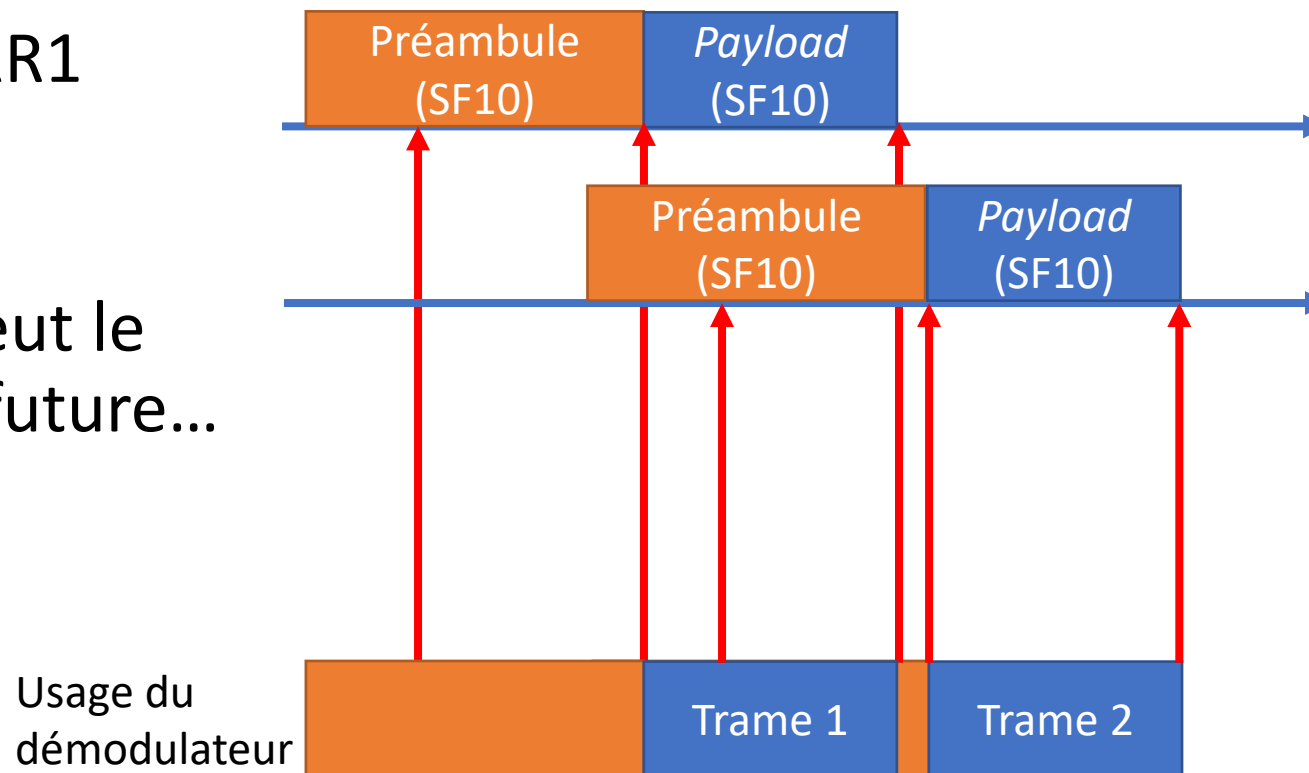 R1
Préambule
(SF10)
Payload
(SF10)
Préambule
(SF10)
Payload
(SF10)
eut le
future…
Usage du
démodulateur
Trame 1
Trame 2